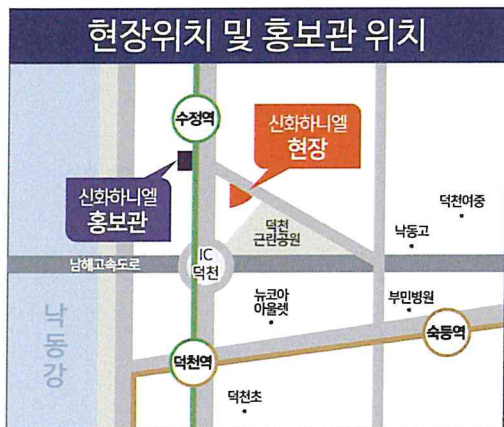 현장위치 및 홍보관 위치
수정역
신화하니엘
현장
신화하니엘
홍보관
덕천여중
덕천
근린공원
낙동고
IC
덕천
남해고속도로
뉴코아
아울렛
부민병원
낙동강
덕천역
숙등역
덕천초